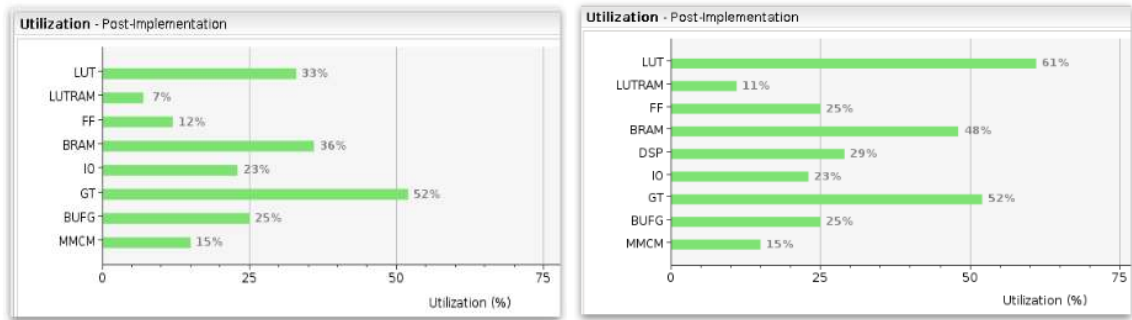 Utilization - Post-Implementation
LUT 33%
LUTRAM 7%
FF 12%
BRAM 36%
IO 23%
GT 52%
BUFG 25%
MMCM 15%
0 25 50 75
Utilization (%)
Utilization - Post-Implementation
LUT 61%
LUTRAM 11%
FF 25%
BRAM 48%
DSP 29%
IO 23%
GT 52%
BUFG 25%
MMCM 15%
0 25 50 75
Utilization (%)